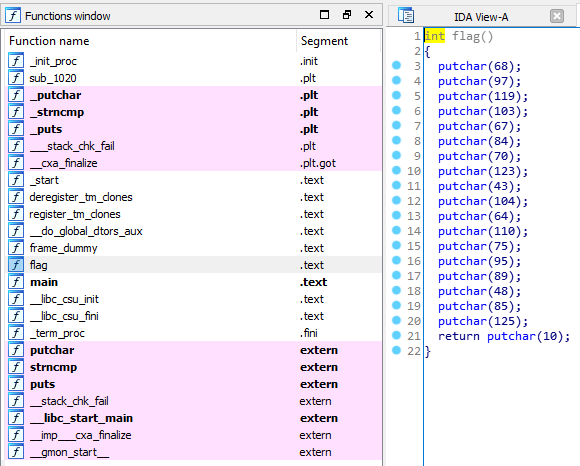 Functions window
Function name Segment
_init_proc .init
sub_1020 .plt
_putchar .plt
_strncmp .plt
_puts .plt
___stack_chk_fail .plt
__cxa_finalize .plt.got
_start .text
deregister_tm_clones .text
register_tm_clones .text
__do_global_dtors_aux .text
frame_dummy .text
flag .text
main .text
__libc_csu_init .text
__libc_csu_fini .text
_term_proc .fini
putchar extern
strncmp extern
puts extern
__stack_chk_fail extern
__libc_start_main extern
__imp___cxa_finalize extern
__gmon_start__ extern
IDA View-A
1 int flag()
2 {
3 putchar(68);
4 putchar(97);
5 putchar(119);
6 putchar(103);
7 putchar(67);
8 putchar(84);
9 putchar(70);
10 putchar(123);
11 putchar(43);
12 putchar(104);
13 putchar(64);
14 putchar(110);
15 putchar(75);
16 putchar(95);
17 putchar(89);
18 putchar(48);
19 putchar(85);
20 putchar(125);
21 return putchar(10);
22 }